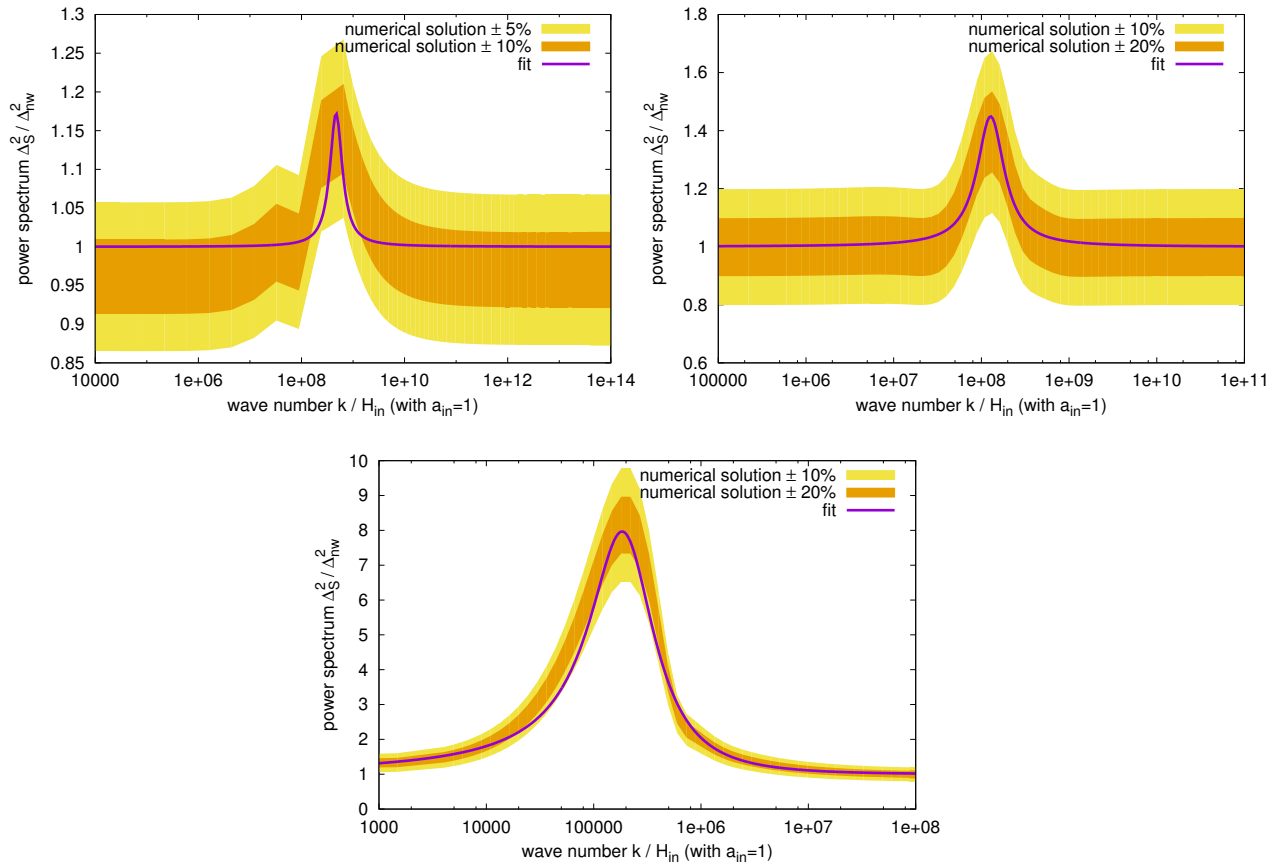 1.3
1.25
1.2
1.15
1.1
1.05
1
0.95
0.9
0.85
power spectrum Δ²S / Δ²nw
numerical solution ± 5%
numerical solution ± 10%
fit
10000 1e+06 1e+08 1e+10 1e+12 1e+14
wave number k / Hin (with ain=1)
1.8
1.6
1.4
1.2
1
0.8
0.6
power spectrum Δ²S / Δ²nw
numerical solution ± 10%
numerical solution ± 20%
fit
100000 1e+06 1e+07 1e+08 1e+09 1e+10 1e+11
wave number k / Hin (with ain=1)
10
9
8
7
6
5
4
3
2
1
0
power spectrum Δ²S / Δ²nw
numerical solution ± 10%
numerical solution ± 20%
fit
1000 10000 100000 1e+06 1e+07 1e+08
wave number k / Hin (with ain=1)